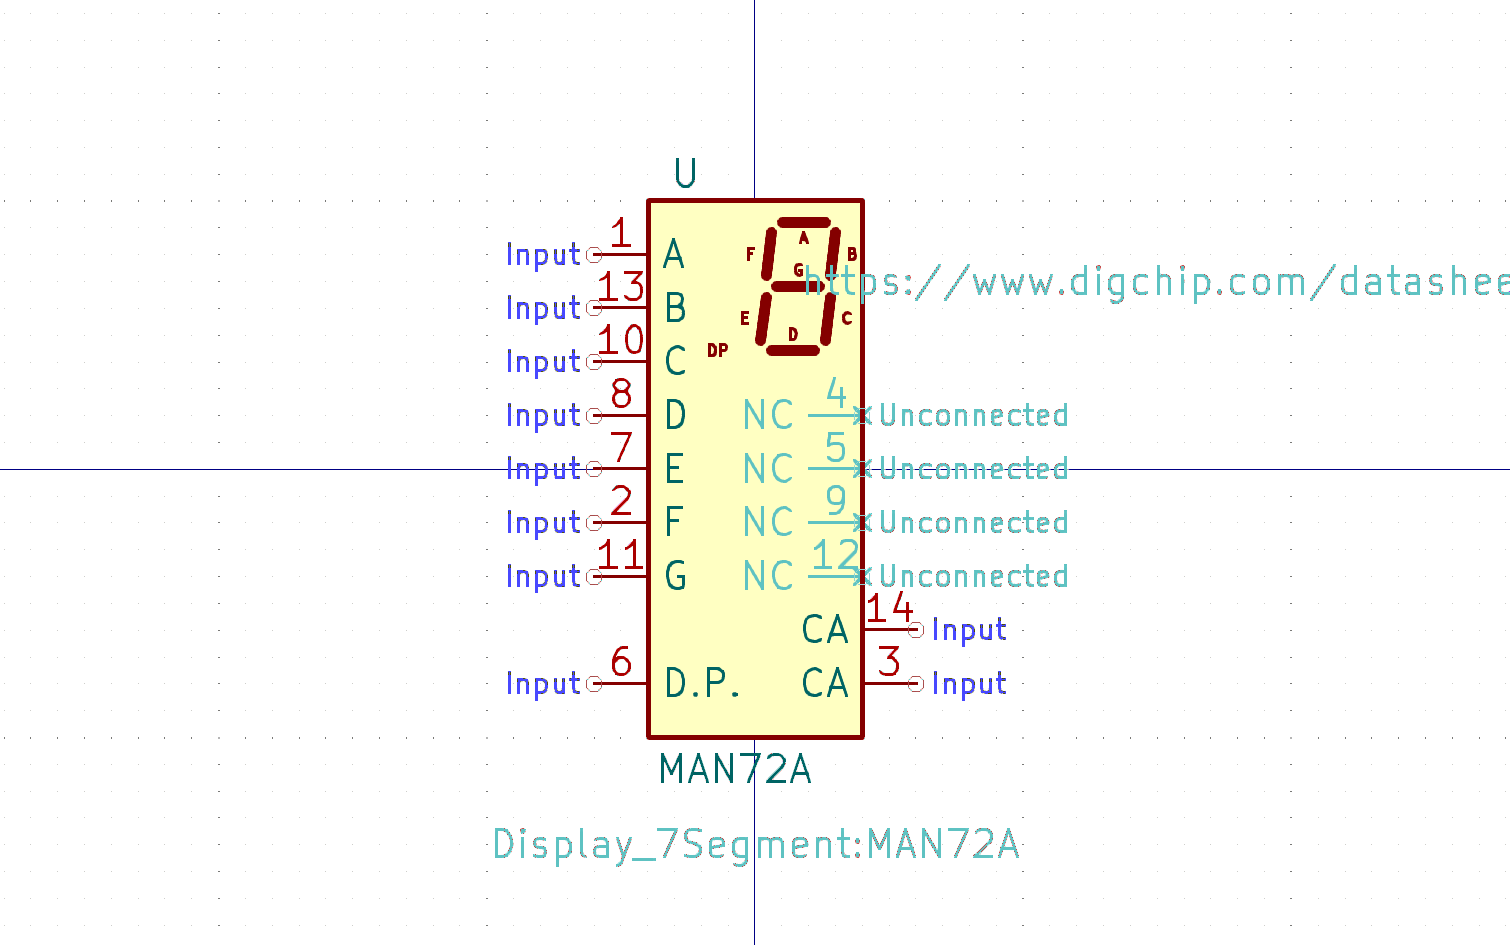 U
Input 1 A
Input 13 B
Input 10 C
Input 8 D
Input 7 E
Input 2 F
Input 11 G
Input 6 D.P.
A
F B
G
E C
D
DP
https://www.digchip.com/datashee
NC 4 Unconnected
NC 5 Unconnected
NC 9 Unconnected
NC 12 Unconnected
CA 14 Input
CA 3 Input
MAN72A
Display_7Segment:MAN72A